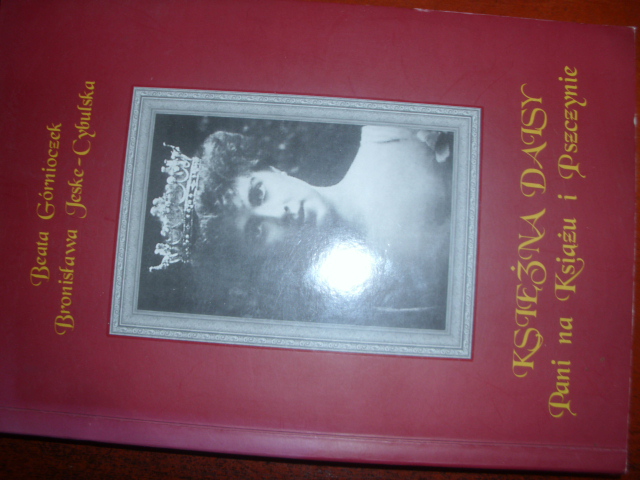 Beata Górnioczek
Bronisława Jeske-Cybulska
KSIĘŻNA DAISY
Pani na Książu i Pszczynie